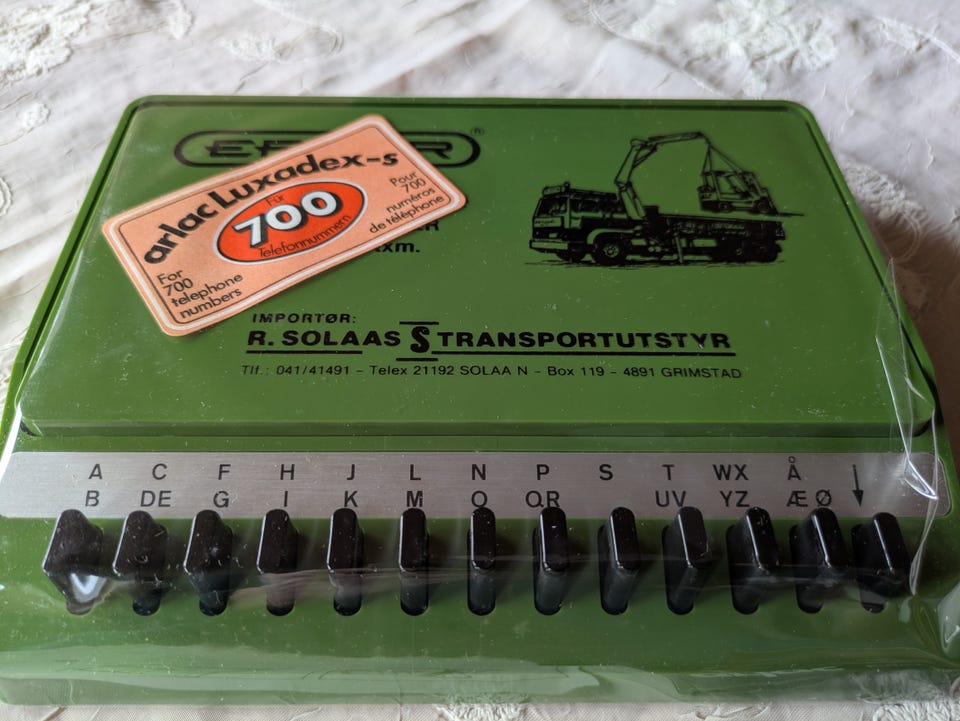 ®
arlac Luxadex-s
Für
700
Telefonnummern
For
700
telephone
numbers
Pour
700
numéros
de téléphone
IMPORTØR:
R. SOLAAS S TRANSPORTUTSTYR
Tlf.: 041/41491 - Telex 21192 SOLAA N - Box 119 - 4891 GRIMSTAD
A C F H J L N P S T WX Å
B DE G I K M O QR UV YZ ÆØ